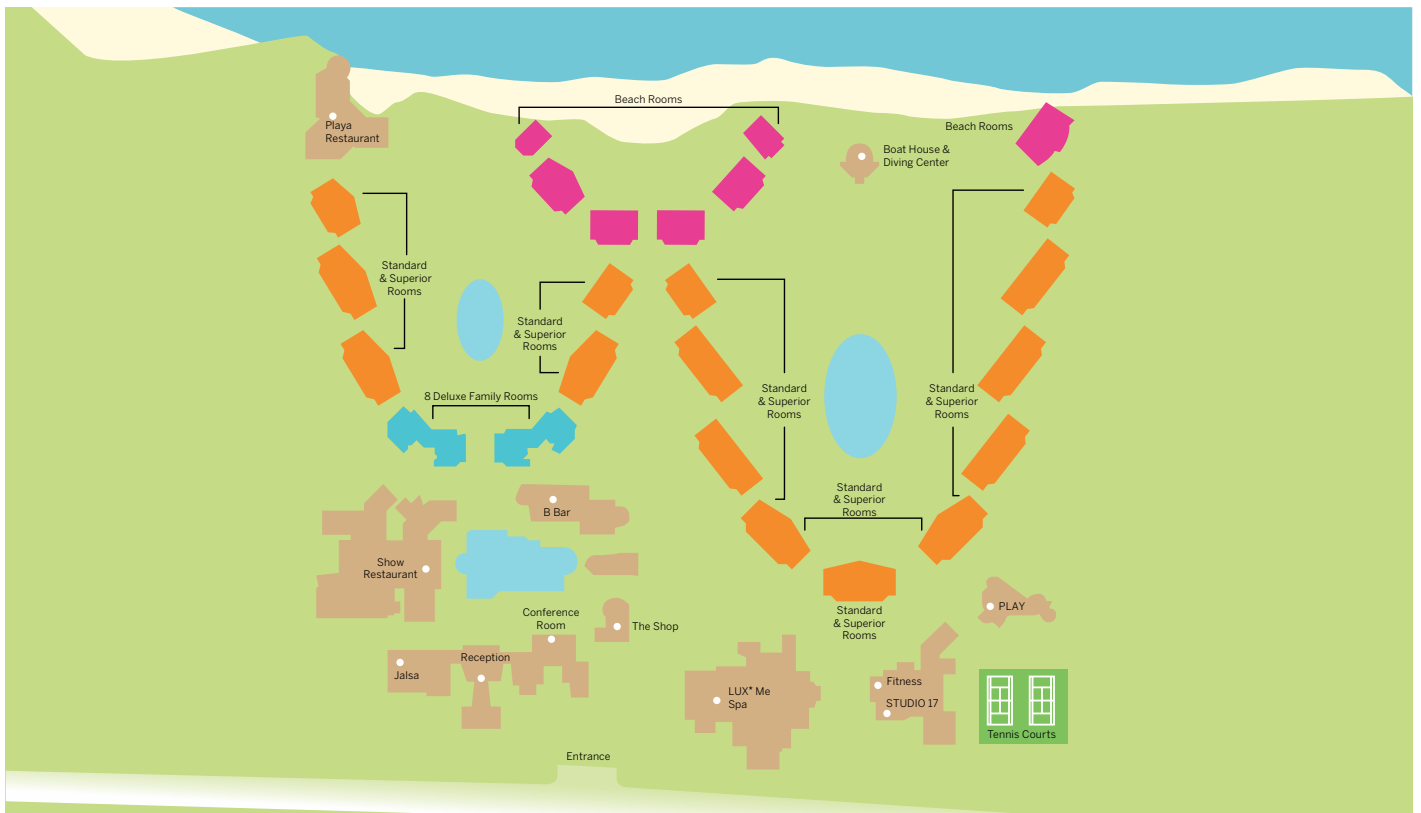 Beach Rooms
Playa
Restaurant
Beach Rooms
Boat House &
Diving Center
Standard
& Superior
Rooms
Standard
& Superior
Rooms
8 Deluxe Family Rooms
Standard
& Superior
Rooms
Standard
& Superior
Rooms
Standard
& Superior
Rooms
B Bar
Show
Restaurant
Conference
Room
The Shop
Standard
& Superior
Rooms
PLAY
Reception
Jalsa
LUX* Me
Spa
Fitness
STUDIO 17
Tennis Courts
Entrance